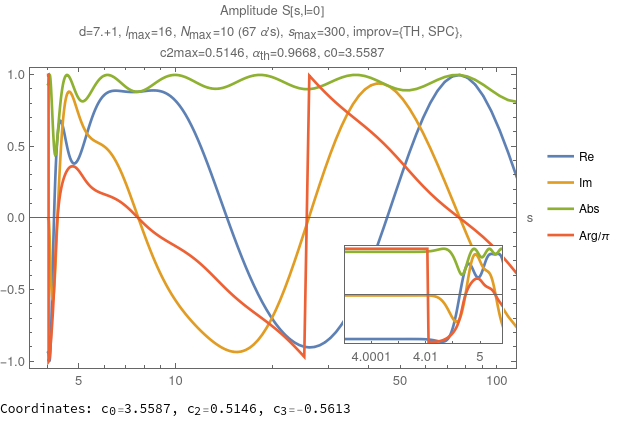 Amplitude S[s,l=0]
d=7.+1, lmax=16, Nmax=10 (67 α's), smax=300, improv={TH, SPC},
c2max=0.5146, αth=0.9668, c0=3.5587
1.0
0.5
0.0
-0.5
-1.0
5
10
50
100
s
Re
Im
Abs
Arg/π
4.0001
4.01
5
Coordinates: c0=3.5587, c2=0.5146, c3=-0.5613